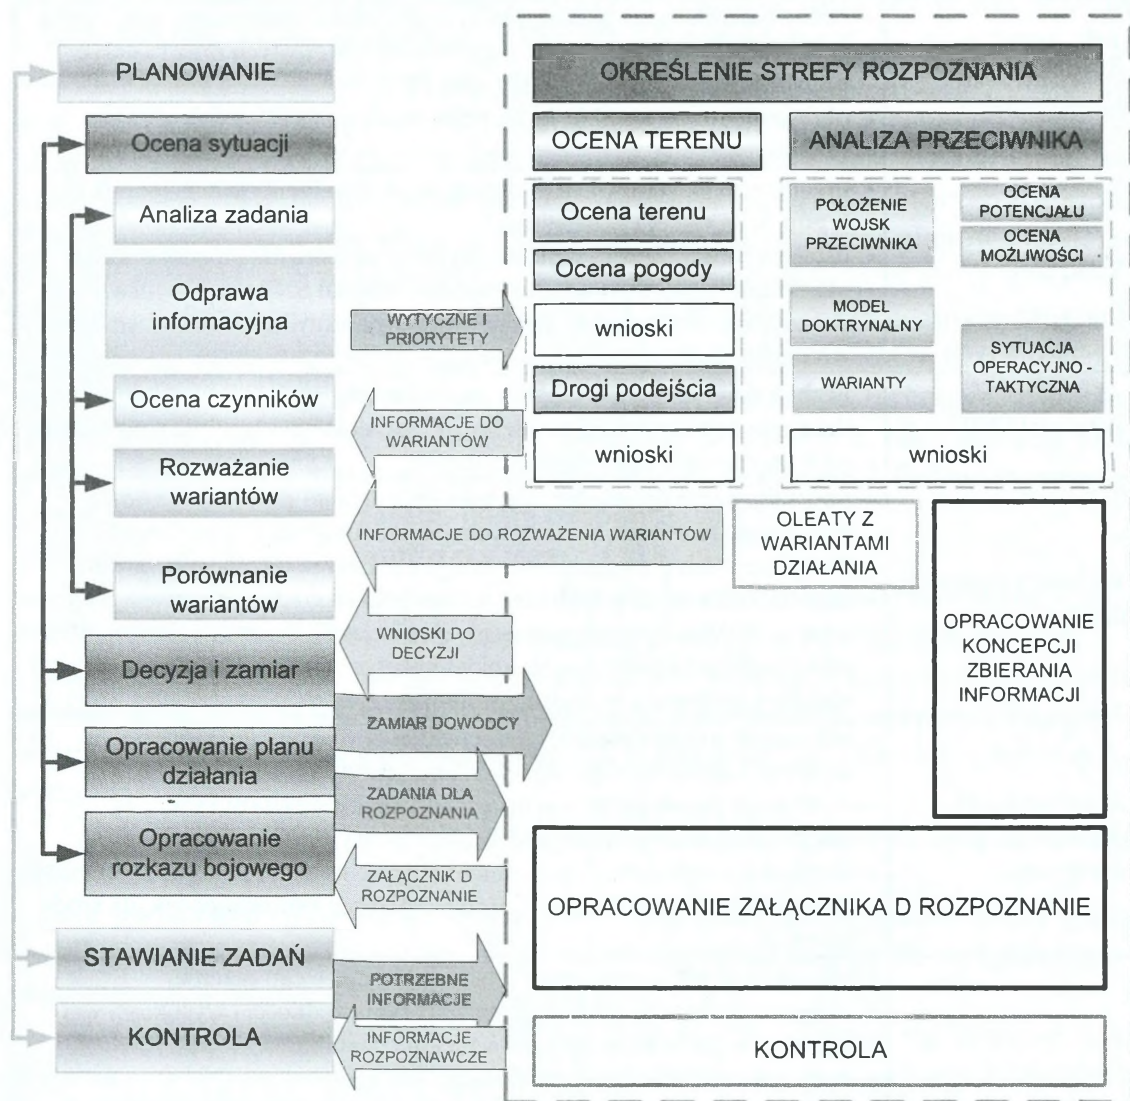 PLANOWANIE
Ocena sytuacji
Analiza zadania
Odprawa
informacyjna
Ocena czynników
Rozważanie
wariantów
Porównanie
wariantów
Decyzja i zamiar
Opracowanie planu
działania
Opracowanie
rozkazu bojowego
STAWIANIE ZADAŃ
KONTROLA
WYTYCZNE I
PRIORYTETY
INFORMACJE DO
WARIANTÓW
INFORMACJE DO ROZWAŻENIA WARIANTÓW
WNIOSKI DO
DECYZJI
ZAMIAR DOWÓDCY
ZADANIA DLA
ROZPOZNANIA
ZAŁĄCZNIK D
ROZPOZNANIE
POTRZEBNE
INFORMACJE
INFORMACJE
ROZPOZNAWCZE
OKREŚLENIE STREFY ROZPOZNANIA
OCENA TERENU
Ocena terenu
Ocena pogody
wnioski
Drogi podejścia
wnioski
ANALIZA PRZECIWNIKA
POŁOŻENIE
WOJSK
PRZECIWNIKA
OCENA
POTENCJAŁU
OCENA
MOŻLIWOŚCI
MODEL
DOKTRYNALNY
WARIANTY
SYTUACJA
OPERACYJNO -
TAKTYCZNA
wnioski
OLEATY Z
WARIANTAMI
DZIAŁANIA
OPRACOWANIE
KONCEPCJI
ZBIERANIA
INFORMACJI
OPRACOWANIE ZAŁĄCZNIKA D ROZPOZNANIE
KONTROLA